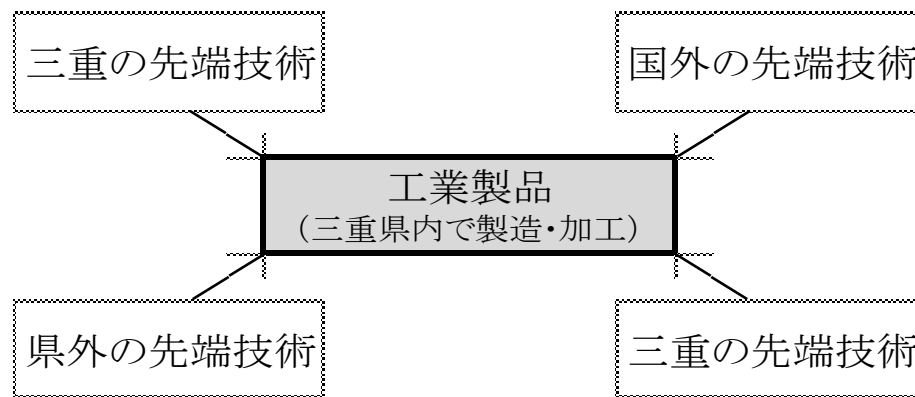 三重の先端技術
国外の先端技術
工業製品
（三重県内で製造・加工）
県外の先端技術
三重の先端技術